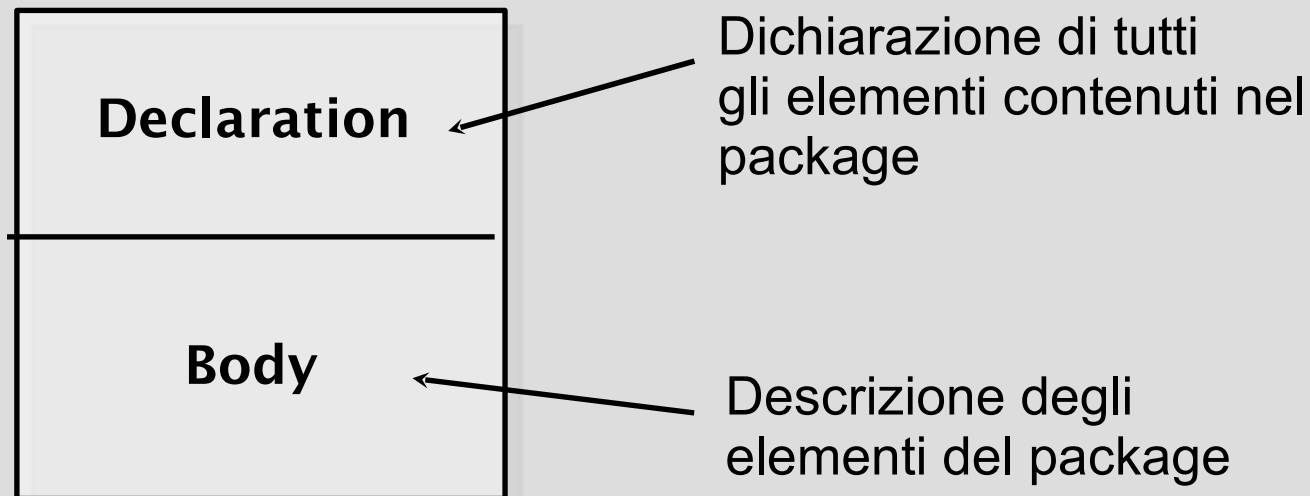 Declaration
Dichiarazione di tutti
gli elementi contenuti nel
package
Body
Descrizione degli
elementi del package